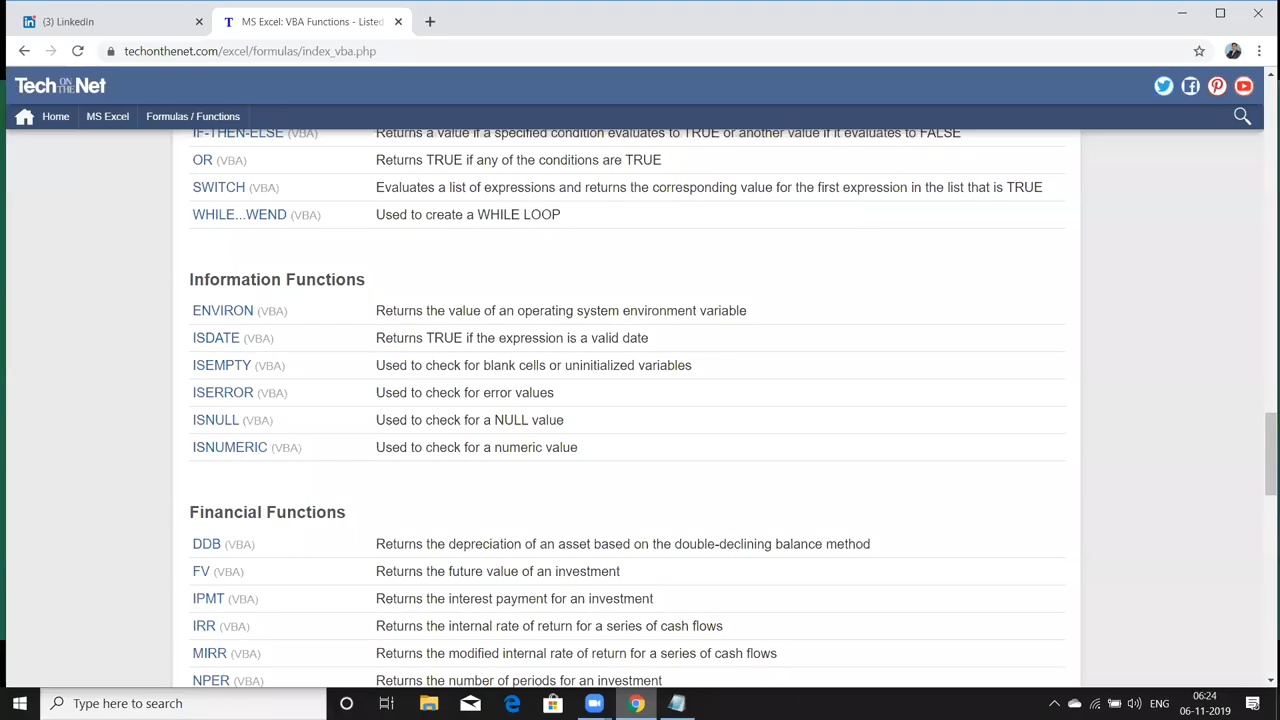 (3) LinkedIn
MS Excel: VBA Functions - Listed
techonthenet.com/excel/formulas/index_vba.php
Tech ON THE Net
Home MS Excel Formulas / Functions
IF-THEN-ELSE (VBA) Returns a value if a specified condition evaluates to TRUE or another value if it evaluates to FALSE
OR (VBA) Returns TRUE if any of the conditions are TRUE
SWITCH (VBA) Evaluates a list of expressions and returns the corresponding value for the first expression in the list that is TRUE
WHILE...WEND (VBA) Used to create a WHILE LOOP
Information Functions
ENVIRON (VBA) Returns the value of an operating system environment variable
ISDATE (VBA) Returns TRUE if the expression is a valid date
ISEMPTY (VBA) Used to check for blank cells or uninitialized variables
ISERROR (VBA) Used to check for error values
ISNULL (VBA) Used to check for a NULL value
ISNUMERIC (VBA) Used to check for a numeric value
Financial Functions
DDB (VBA) Returns the depreciation of an asset based on the double-declining balance method
FV (VBA) Returns the future value of an investment
IPMT (VBA) Returns the interest payment for an investment
IRR (VBA) Returns the internal rate of return for a series of cash flows
MIRR (VBA) Returns the modified internal rate of return for a series of cash flows
NPER (VBA) Returns the number of periods for an investment
Type here to search
ENG
06:24
06-11-2019